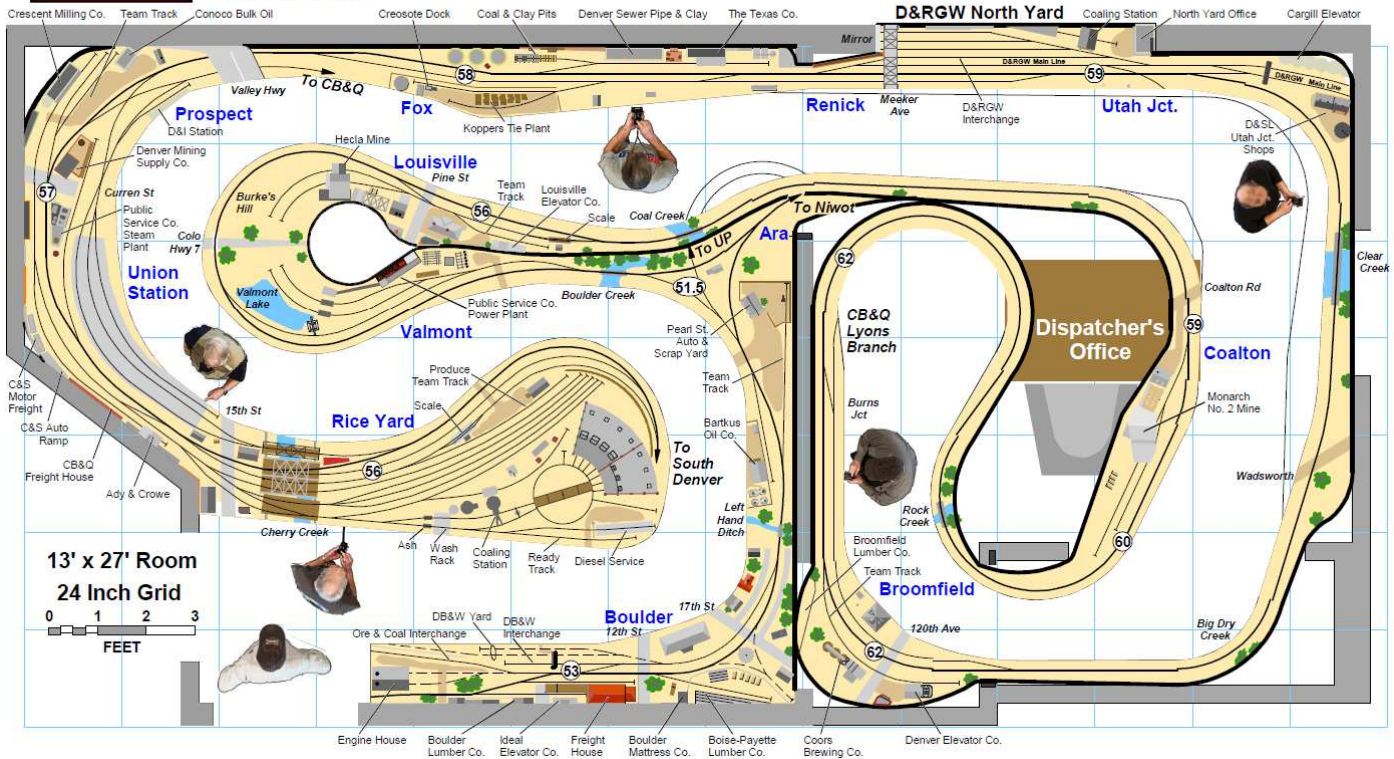 Crescent Milling Co.
Team Track
Conoco Bulk Oil
Creosote Dock
Coal & Clay Pits
Denver Sewer Pipe & Clay
The Texas Co.
D&RGW North Yard
Coaling Station
North Yard Office
Cargill Elevator
Mirror
58
D&RGW Main Line
59
D&RGW Main Line
Valley Hwy
To CB&Q
Fox
Koppers Tie Plant
Renick
Meeker
Ave
D&RGW
Interchange
Utah Jct.
D&SL
Utah Jct.
Shops
Prospect
D&I Station
Denver Mining
Supply Co.
Hecla Mine
Louisville
Pine St
Team
Track
Louisville
Elevator Co.
Scale
Coal Creek
57
Curren St
Public
Service Co.
Steam
Plant
Burke's
Hill
56
To Niwot
Ara
To UP
Colo
Hwy 7
Union
Station
Valmont
Lake
Public Service Co.
Power Plant
Valmont
Boulder Creek
51.5
62
Clear
Creek
Coalton Rd
CB&Q
Lyons
Branch
Dispatcher's
Office
59
Coalton
Pearl St.
Auto &
Scrap Yard
Team
Track
C&S
Motor
Freight
C&S Auto
Ramp
CB&Q
Freight House
Ady & Crowe
15th St
Rice Yard
Produce
Team Track
Scale
56
To
South
Denver
Bartkus
Oil Co.
Burns
Jct
Monarch
No. 2 Mine
Wadsworth
Cherry Creek
Ash
Wash
Rack
Coaling
Station
Ready
Track
Diesel Service
Left
Hand
Ditch
Rock
Creek
60
13' x 27' Room
24 Inch Grid
0 1 2 3
FEET
Broomfield
Lumber Co.
Team Track
Broomfield
17th St
Boulder
12th St
DB&W Yard
DB&W
Interchange
Ore & Coal Interchange
53
120th Ave
62
Big Dry
Creek
Engine House
Boulder
Lumber Co.
Ideal
Elevator Co.
Freight
House
Boulder
Mattress Co.
Boise-Payette
Lumber Co.
Coors
Brewing Co.
Denver Elevator Co.